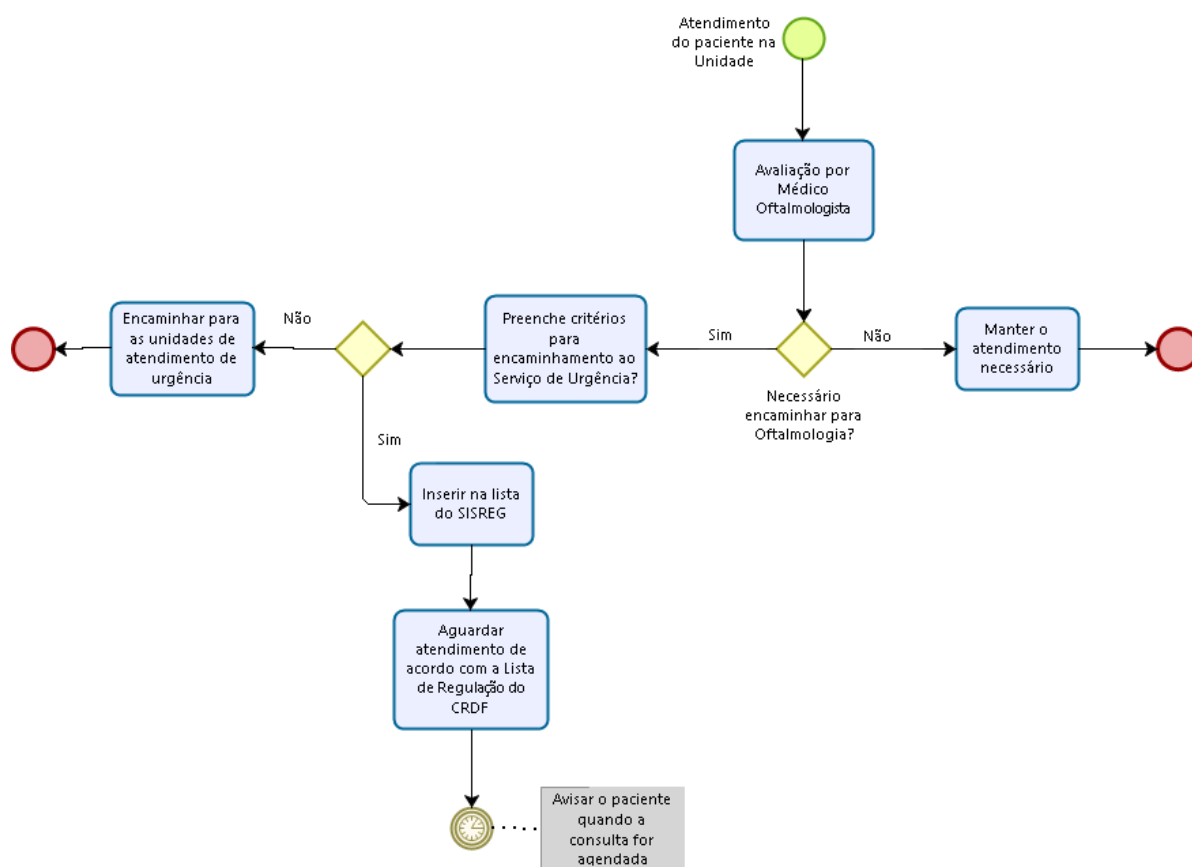 Atendimento
do paciente na
Unidade
Avaliação por
Médico
Oftalmologista
Encaminhar para
as unidades de
atendimento de
urgência
Não
Preenche critérios
para
encaminhamento ao
Serviço de Urgência?
Sim
Necessário
encaminhar para
Oftalmologia?
Não
Manter o
atendimento
necessário
Sim
Inserir na lista
do SISREG
Aguardar
atendimento de
acordo com a Lista
de Regulação do
CRDF
Avisar o paciente
quando a
consulta for
agendada